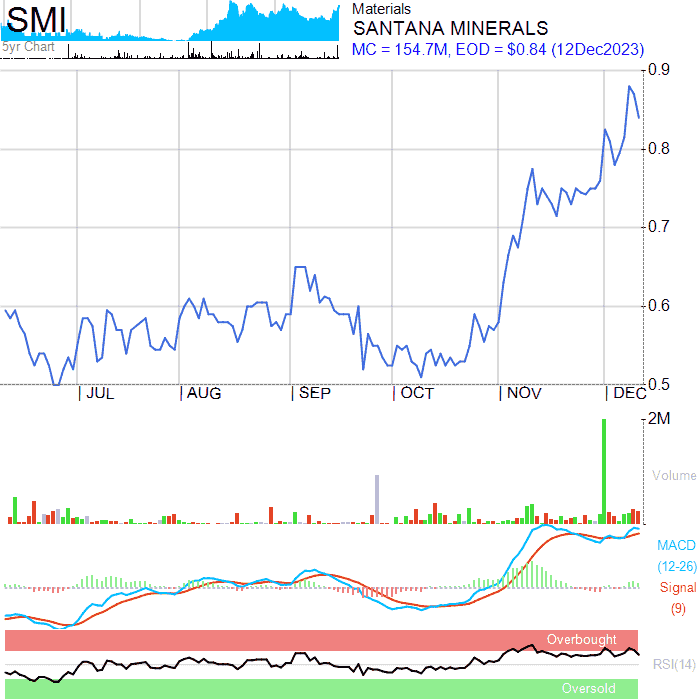 SMI
5yr Chart
Materials
SANTANA MINERALS
MC = 154.7M, EOD = $0.84 (12Dec2023)
0.9
0.8
0.7
0.6
0.5
JUL
AUG
SEP
OCT
NOV
DEC
2M
Volume
MACD
(12-26)
Signal
(9)
Overbought
RSI(14)
Oversold